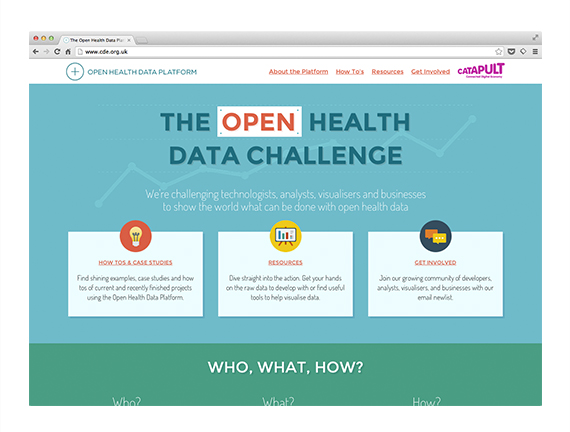 The Open Health Data Plat
www.cde.org.uk
OPEN HEALTH DATA PLATFORM
About the Platform How To's Resources Get Involved
CATAPULT
Connected Digital Economy
THE OPEN HEALTH
DATA CHALLENGE
We're challenging technologists, analysts, visualisers and businesses
to show the world what can be done with open health data
HOW TOS & CASE STUDIES
Find shining examples, case studies and how
tos of current and recently finished projects
using the Open Health Data Platform.
RESOURCES
Dive straight into the action. Get your hands
on the raw data to develop with or find useful
tools to help visualise data.
GET INVOLVED
Join our growing community of developers,
analysts, visualisers, and businesses with our
email newlist.
WHO, WHAT, HOW?
Who? What? How?